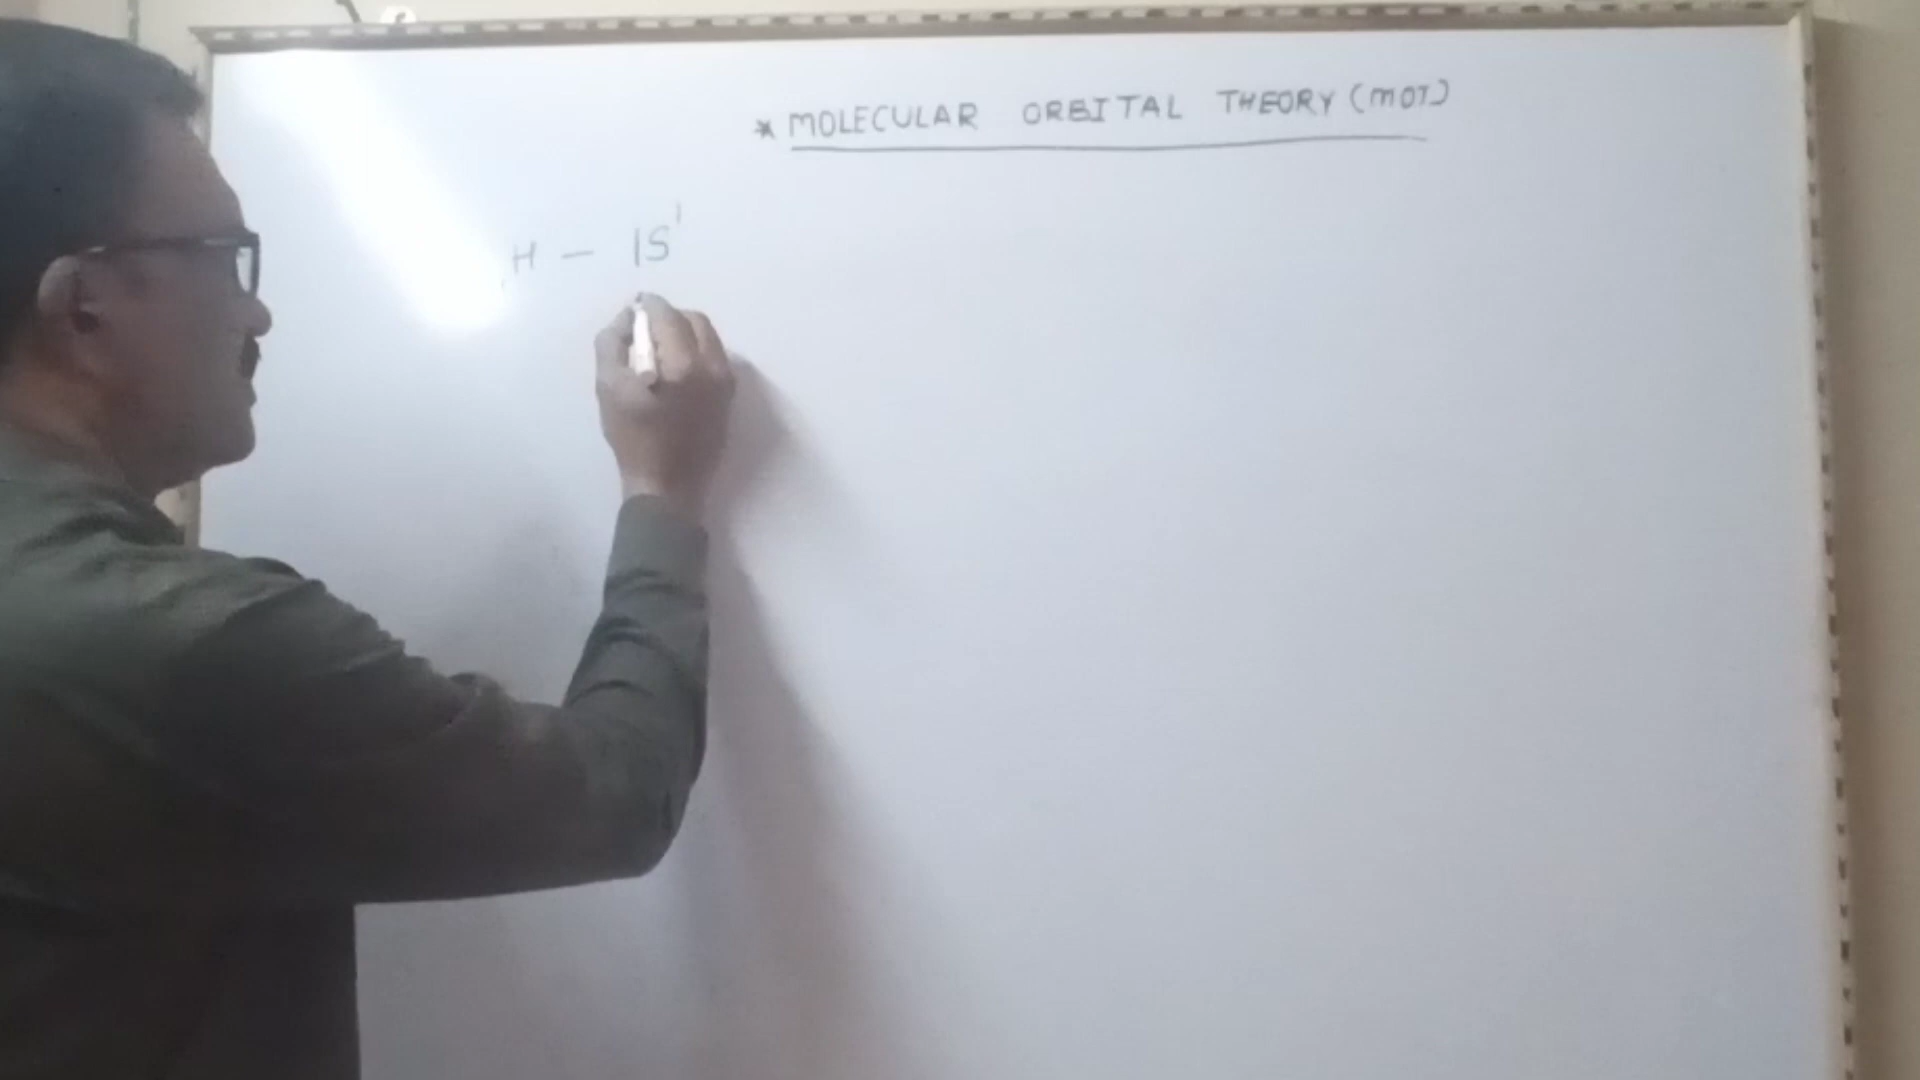 * MOLECULAR ORBITAL THEORY (MOT)
H - 1S¹